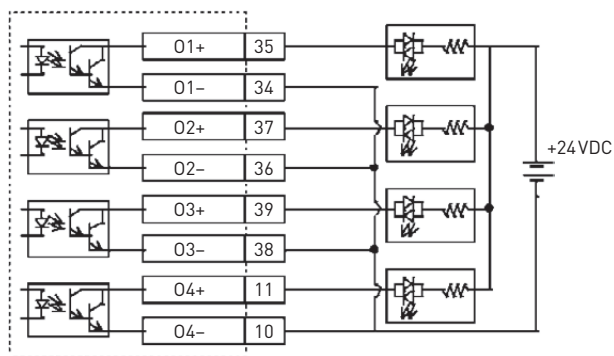 O1+ 35
O1− 34
O2+ 37
O2− 36
+24VDC
O3+ 39
O3− 38
O4+ 11
O4− 10